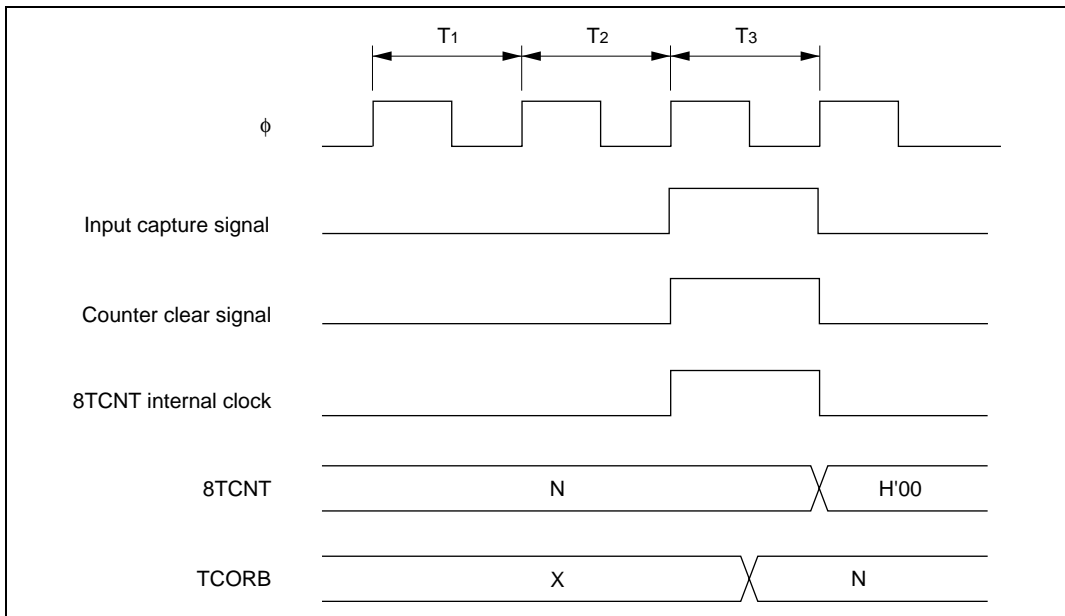 T1 T2 T3
φ
Input capture signal
Counter clear signal
8TCNT internal clock
8TCNT N H'00
TCORB X N